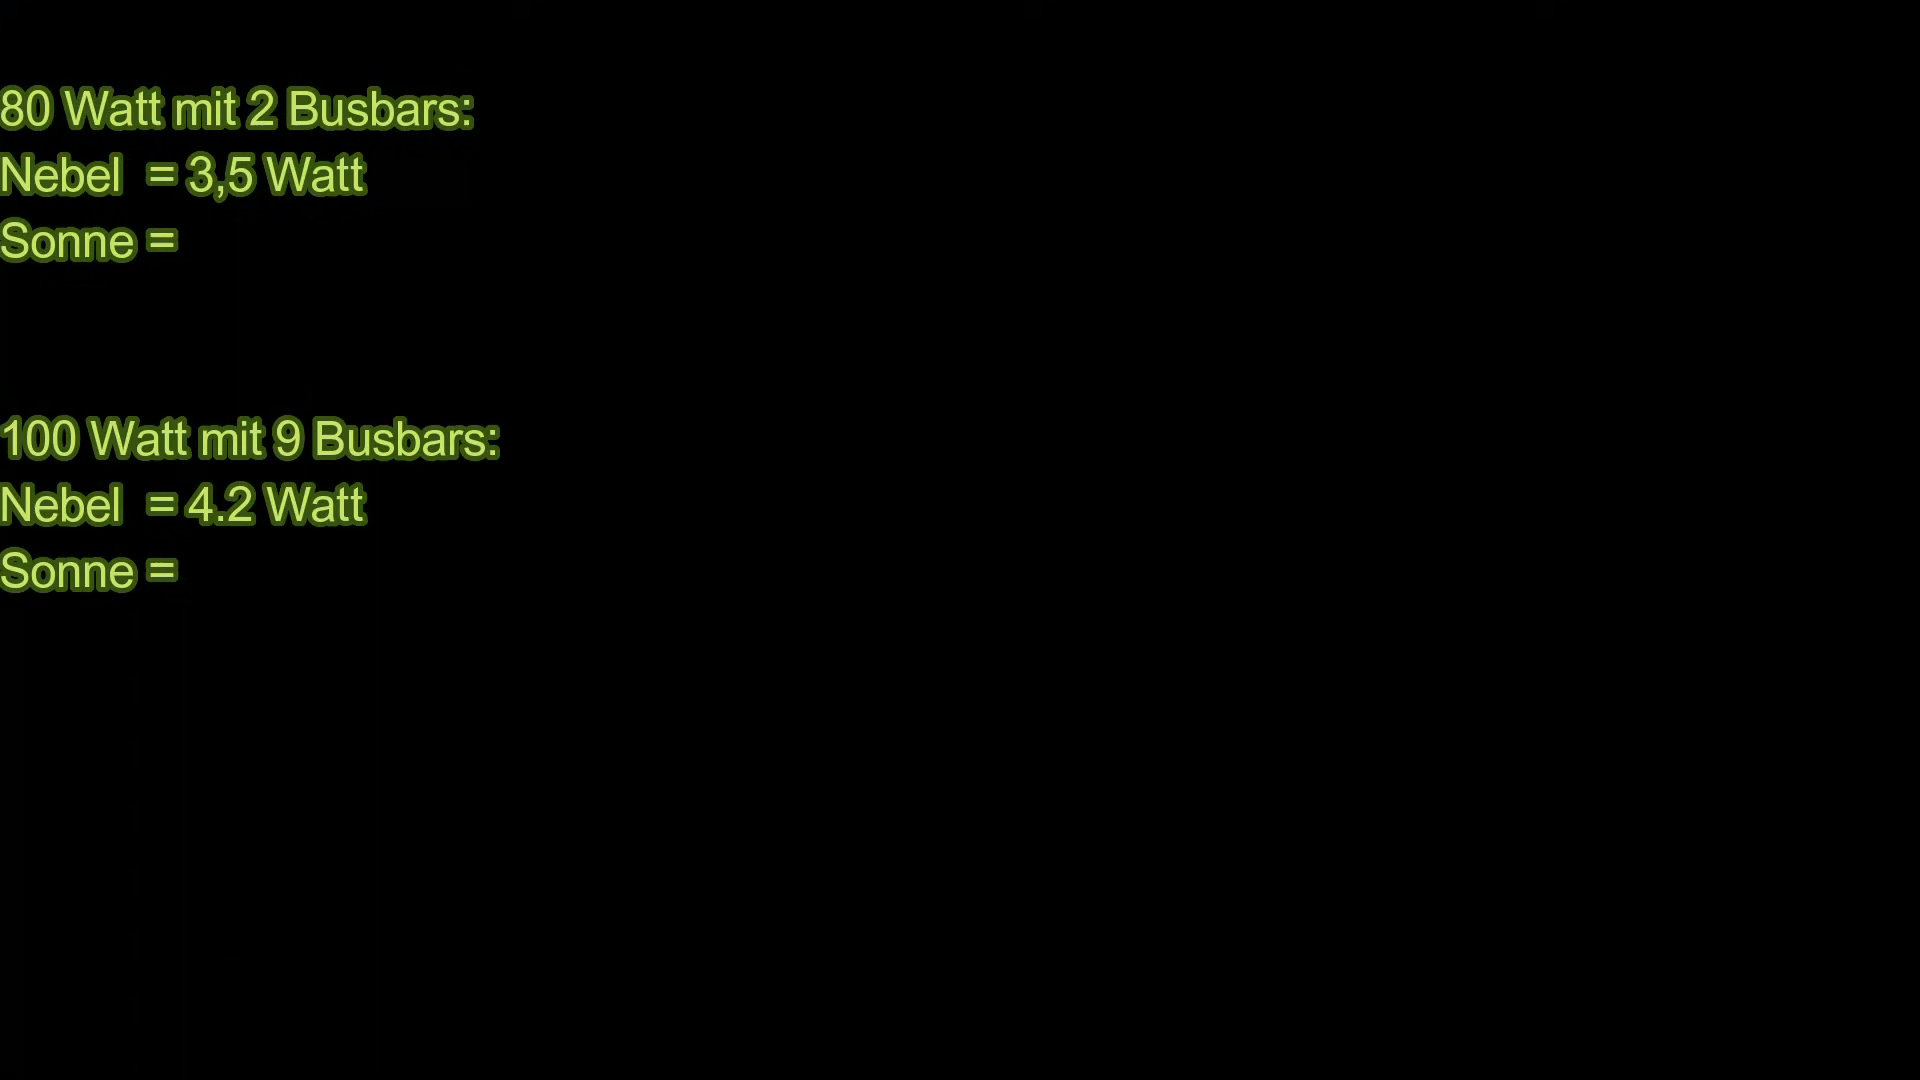 80 Watt mit 2 Busbars:
Nebel  = 3,5 Watt
Sonne =
100 Watt mit 9 Busbars:
Nebel  = 4.2 Watt
Sonne =